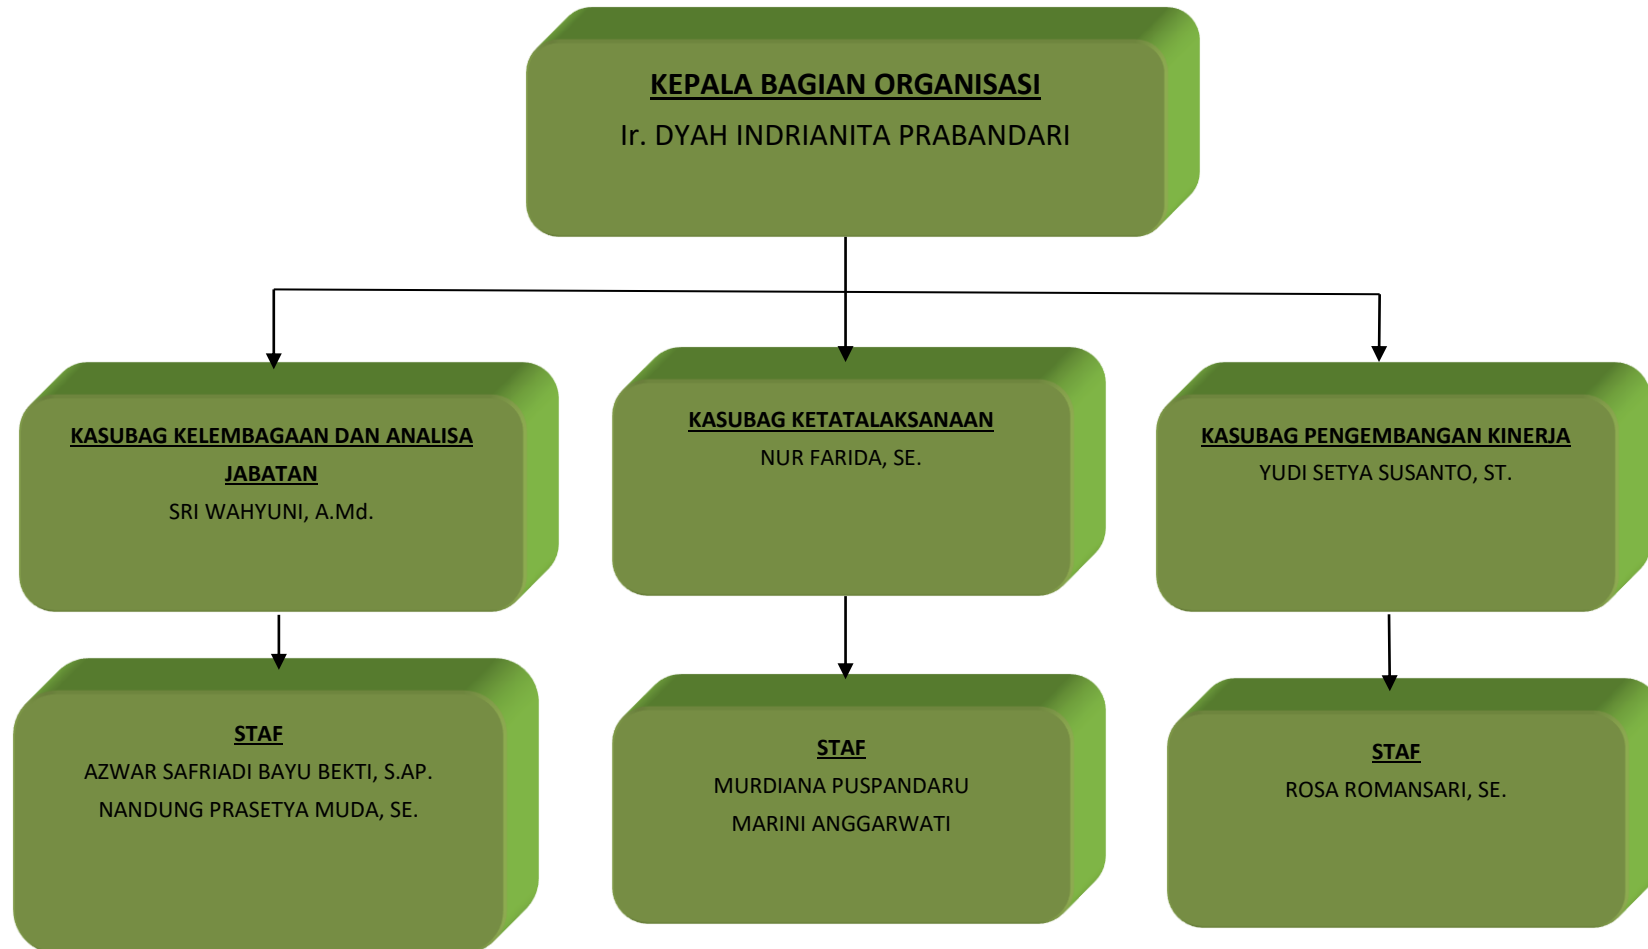 KEPALA BAGIAN ORGANISASI
Ir. DYAH INDRIANITA PRABANDARI
KASUBAG KELEMBAGAAN DAN ANALISA
JABATAN
SRI WAHYUNI, A.Md.
KASUBAG KETATALAKSANAAN
NUR FARIDA, SE.
KASUBAG PENGEMBANGAN KINERJA
YUDI SETYA SUSANTO, ST.
STAF
AZWAR SAFRIADI BAYU BEKTI, S.AP.
NANDUNG PRASETYA MUDA, SE.
STAF
MURDIANA PUSPANDARU
MARINI ANGGARWATI
STAF
ROSA ROMANSARI, SE.